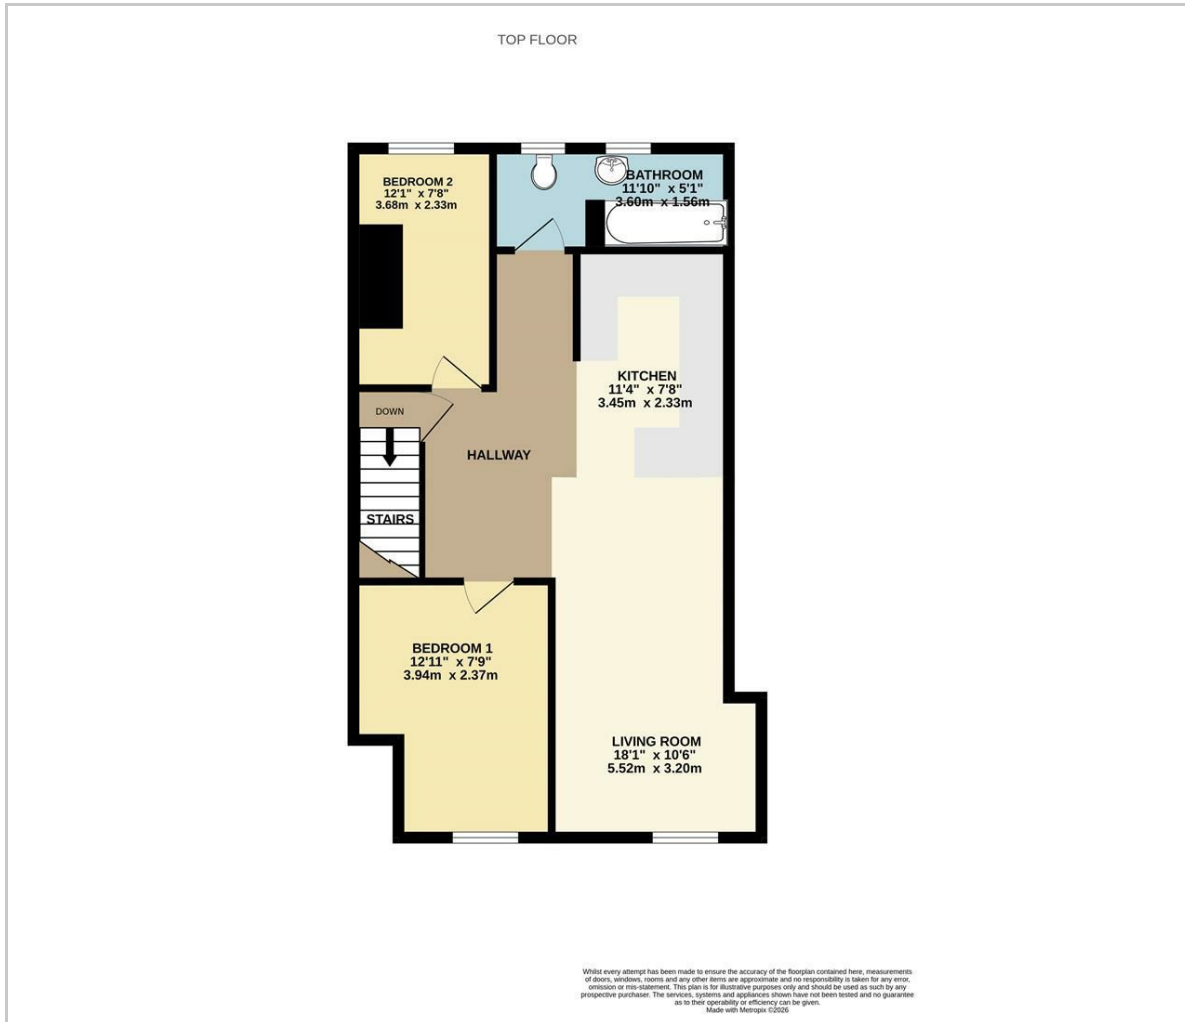 TOP FLOOR
BEDROOM 2
12'1" x 7'8"
3.68m x 2.33m
BATHROOM
11'10" x 5'1"
3.60m x 1.56m
KITCHEN
11'4" x 7'8"
3.45m x 2.33m
DOWN
HALLWAY
STAIRS
BEDROOM 1
12'11" x 7'9"
3.94m x 2.37m
LIVING ROOM
18'1" x 10'6"
5.52m x 3.20m
Whilst every attempt has been made to ensure the accuracy of the floorplan contained here, measurements
of doors, windows, rooms and any other items are approximate and no responsibility is taken for any error,
omission or mis-statement. This plan is for illustrative purposes only and should be used as such by any
prospective purchaser. The services, systems and appliances shown have not been tested and no guarantee
as to their operability or efficiency can be given.
Made with Metropix ©2026